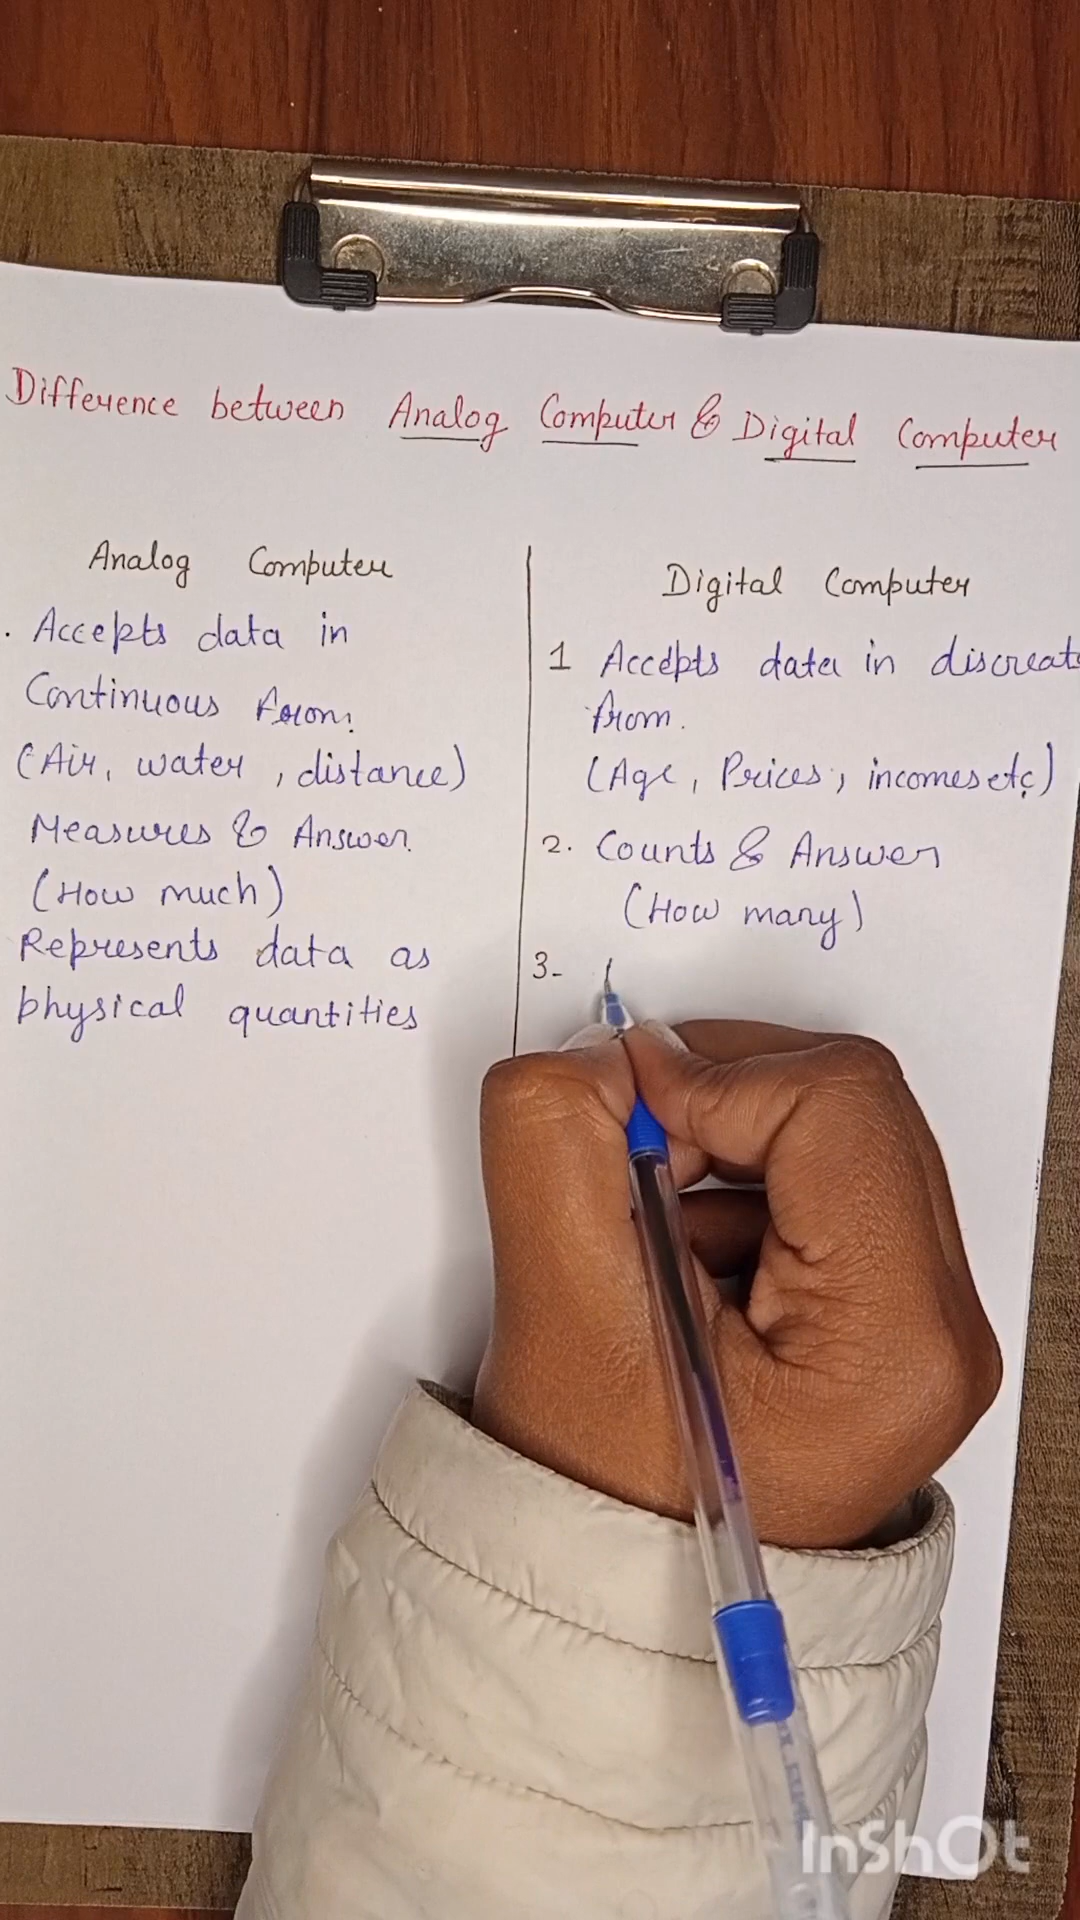 Difference between Analog Computer & Digital Computer
Analog Computer
. Accepts data in
Continuous form.
(Air, water, distance)
Measures & Answer.
(How much)
Represents data as
physical quantities
Digital Computer
1 Accepts data in discreate
from.
(Age, Prices, incomes etc)
2. Counts & Answer
(How many)
3-
InShOt